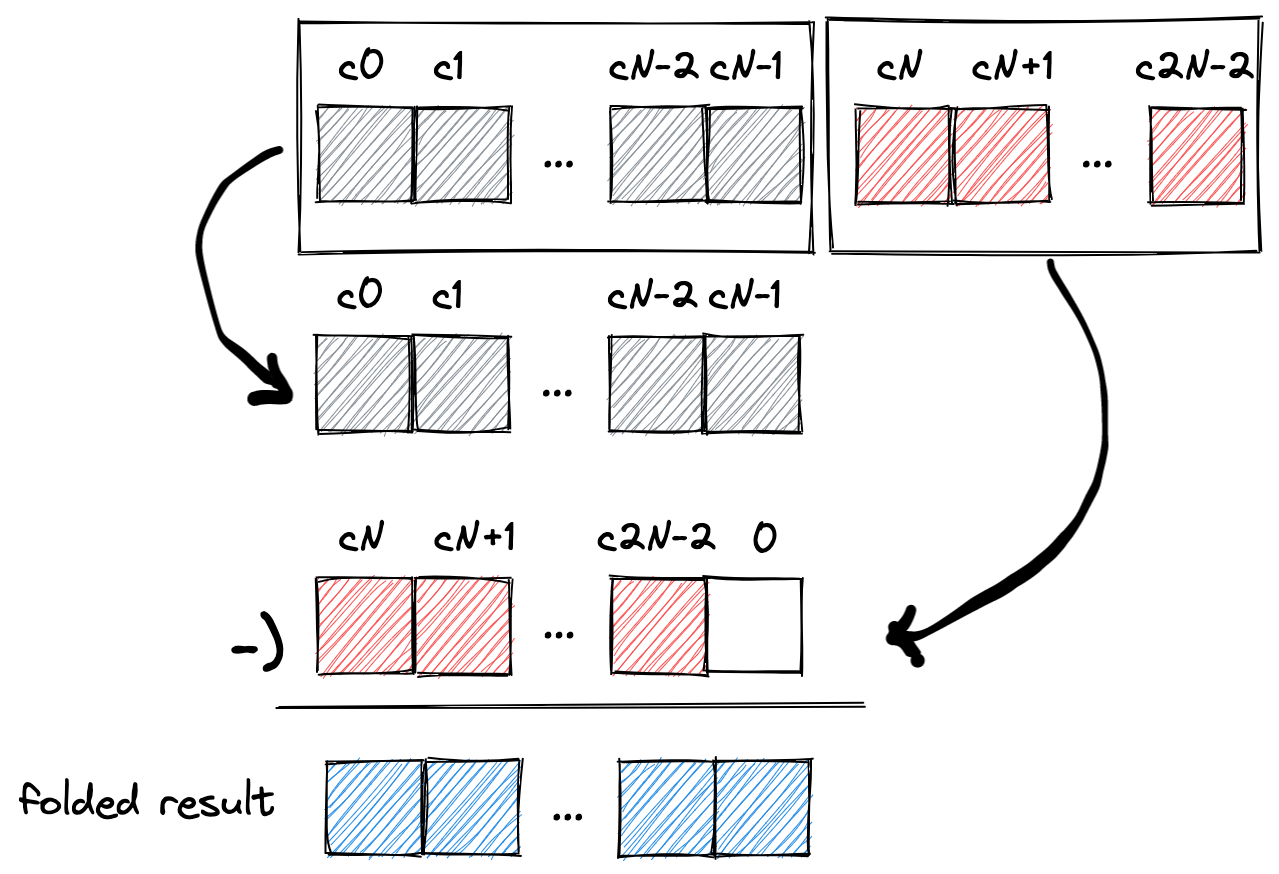 c0 c1 cN-2 cN-1 cN cN+1 c2N-2
... ...
c0 c1 cN-2 cN-1
...
cN cN+1 c2N-2 0
-) ...
folded result ...